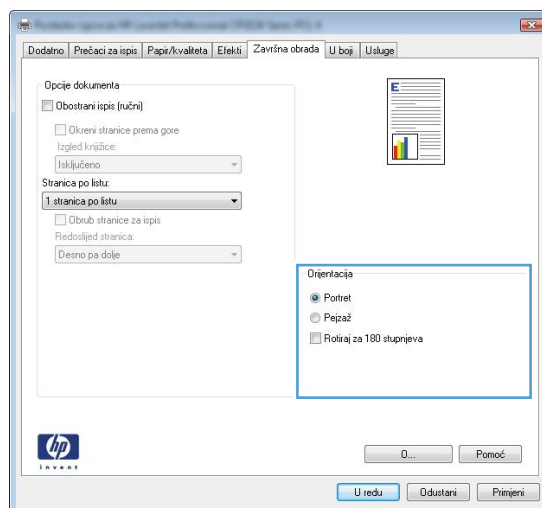 Dodatno Prečaci za ispis Papir/kvaliteta Efekti Završna obrada U boji Usluge
Opcije dokumenta
Obostrani ispis (ručni)
Okreni stranice prema gore
Izgled knjižice:
Isključeno
Stranica po listu:
1 stranica po listu
Obrub stranice za ispis
Redoslijed stranica:
Desno pa dolje
E
Orijentacija
Portret
Pejzaž
Rotiraj za 180 stupnjeva
hp
invent
O... Pomoć
U redu Odustani Primjeni